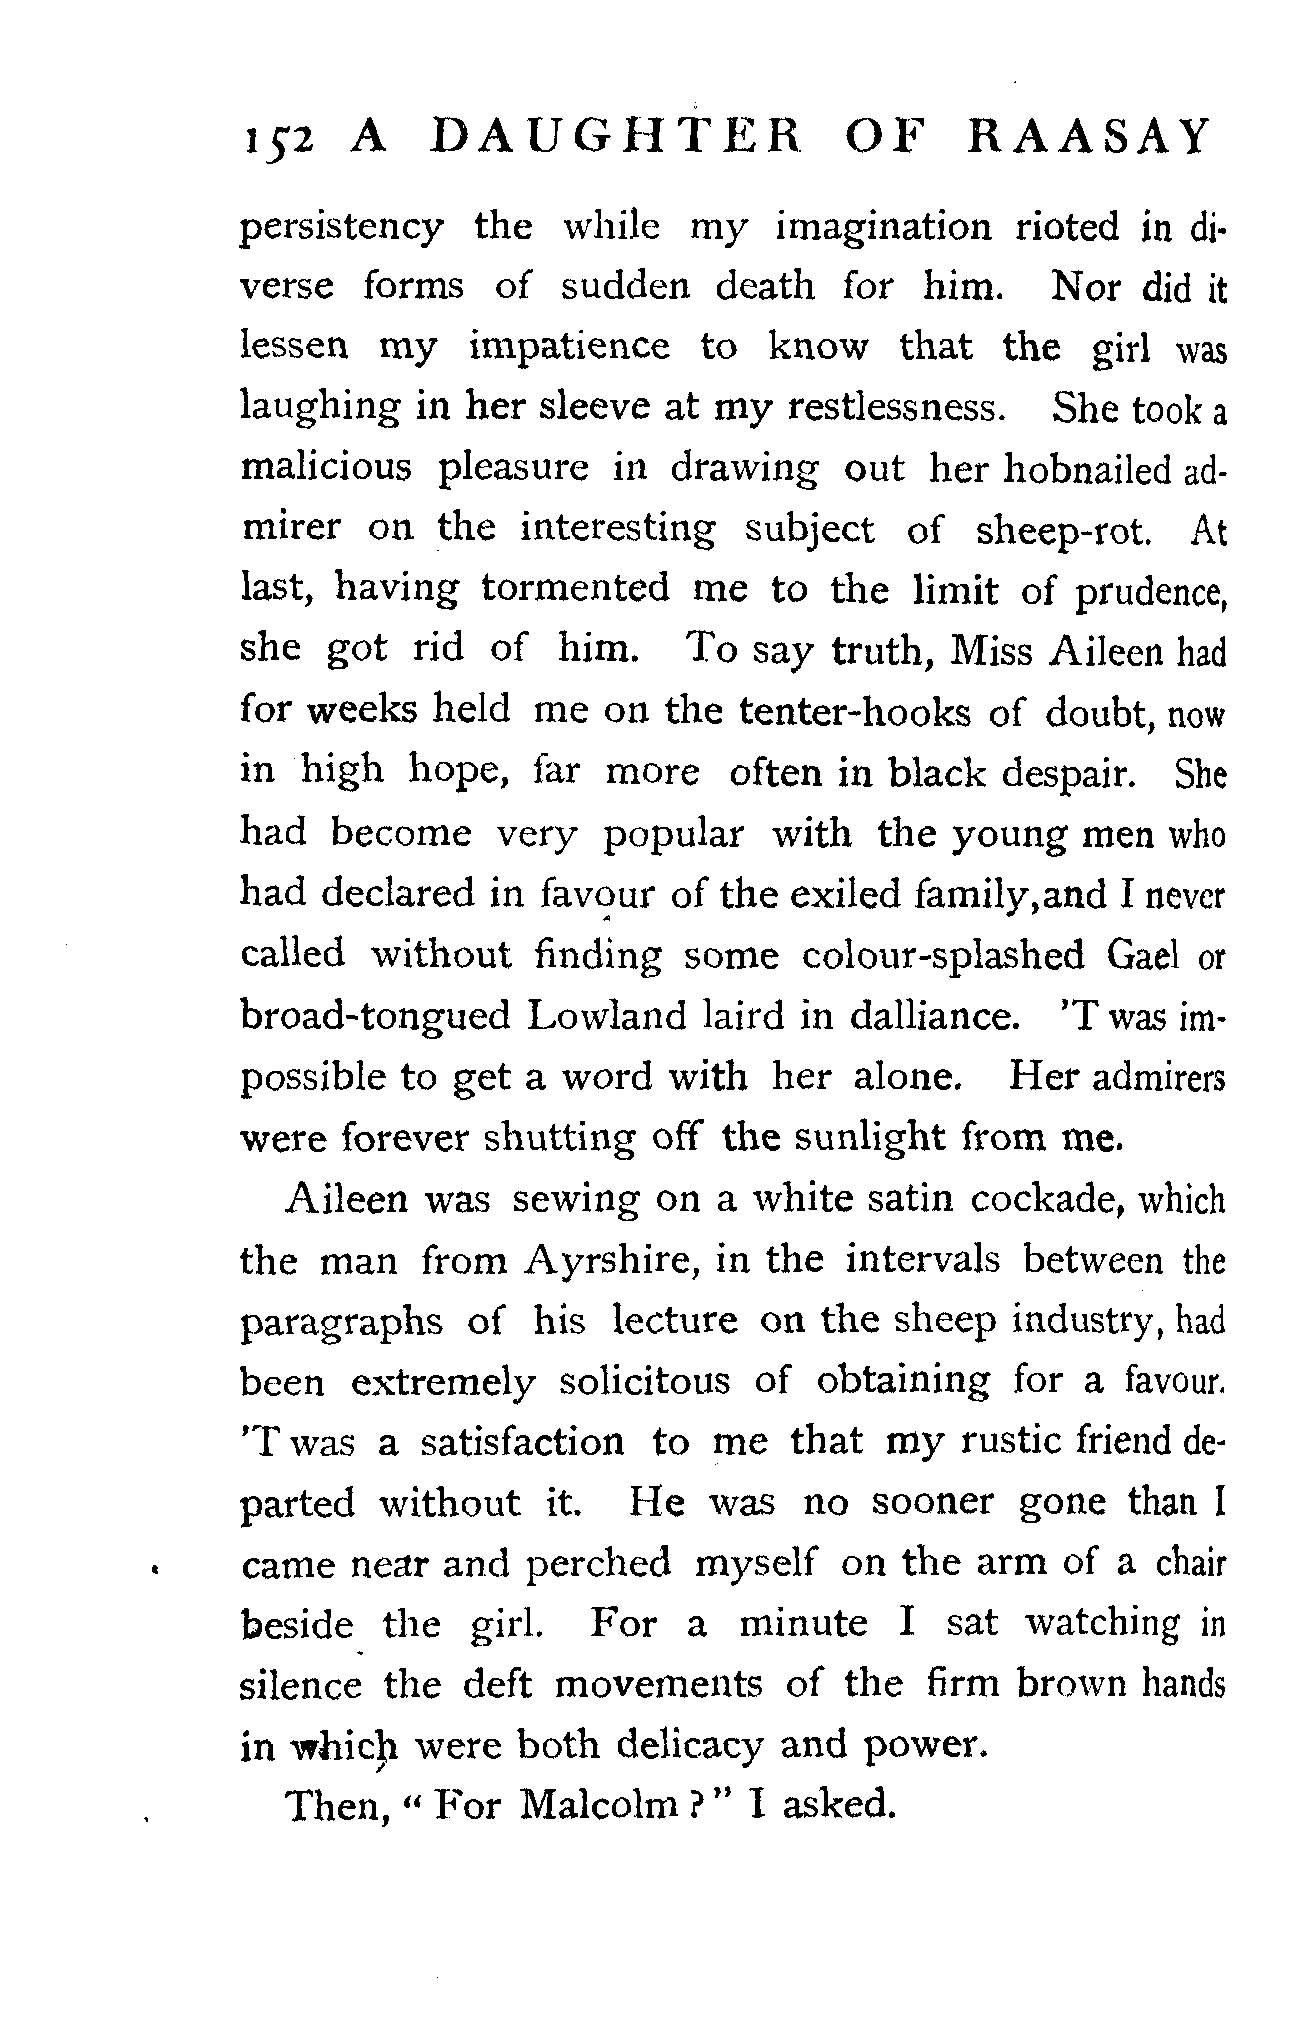 152 A DAUGHTER OF RAASAY
persistency the while my imagination rioted in di-
verse forms of sudden death for him. Nor did it
lessen my impatience to know that the girl was
laughing in her sleeve at my restlessness. She took a
malicious pleasure in drawing out her hobnailed ad-
mirer on the interesting subject of sheep-rot. At
last, having tormented me to the limit of prudence,
she got rid of him. To say truth, Miss Aileen had
for weeks held me on the tenter-hooks of doubt, now
in high hope, far more often in black despair. She
had become very popular with the young men who
had declared in favour of the exiled family, and I never
called without finding some colour-splashed Gael or
broad-tongued Lowland laird in dalliance. 'T was im-
possible to get a word with her alone. Her admirers
were forever shutting off the sunlight from me.
Aileen was sewing on a white satin cockade, which
the man from Ayrshire, in the intervals between the
paragraphs of his lecture on the sheep industry, had
been extremely solicitous of obtaining for a favour.
'T was a satisfaction to me that my rustic friend de-
parted without it. He was no sooner gone than I
came near and perched myself on the arm of a chair
beside the girl. For a minute I sat watching in
silence the deft movements of the firm brown hands
in which were both delicacy and power.
Then, " For Malcolm ? " I asked.